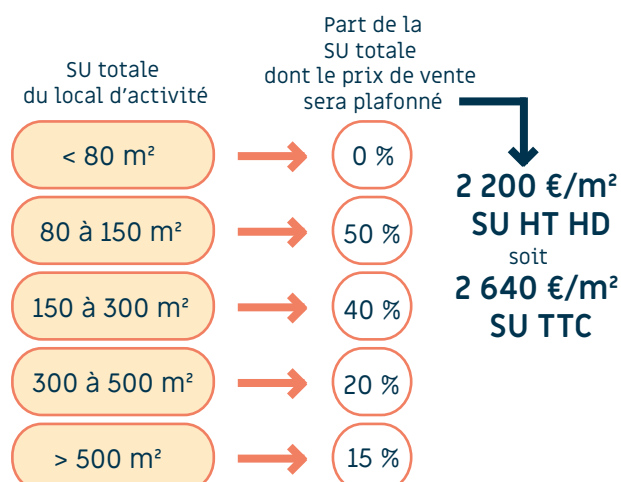 SU totale
du local d'activité
Part de la
SU totale
dont le prix de vente
sera plafonné
< 80 m²
0 %
80 à 150 m²
50 %
150 à 300 m²
40 %
300 à 500 m²
20 %
> 500 m²
15 %
2 200 €/m²
SU HT HD
soit
2 640 €/m²
SU TTC